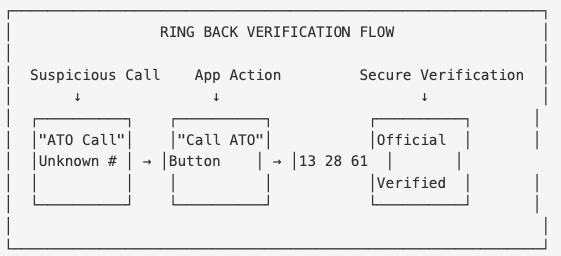 RING BACK VERIFICATION FLOW
Suspicious Call App Action Secure Verification
↓ ↓ ↓
"ATO Call" "Call ATO" Official
Unknown # → Button → 13 28 61
Verified